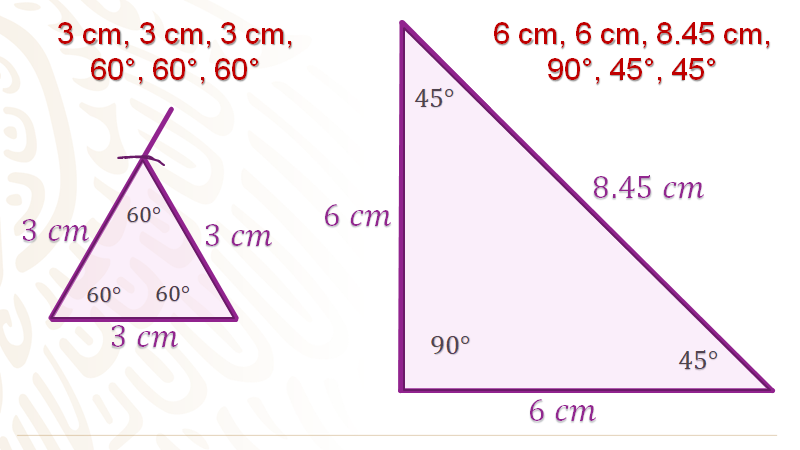 3 cm, 3 cm, 3 cm,
60°, 60°, 60°
60°
3 cm
3 cm
60°
60°
3 cm
6 cm, 6 cm, 8.45 cm,
90°, 45°, 45°
45°
8.45 cm
6 cm
90°
45°
6 cm